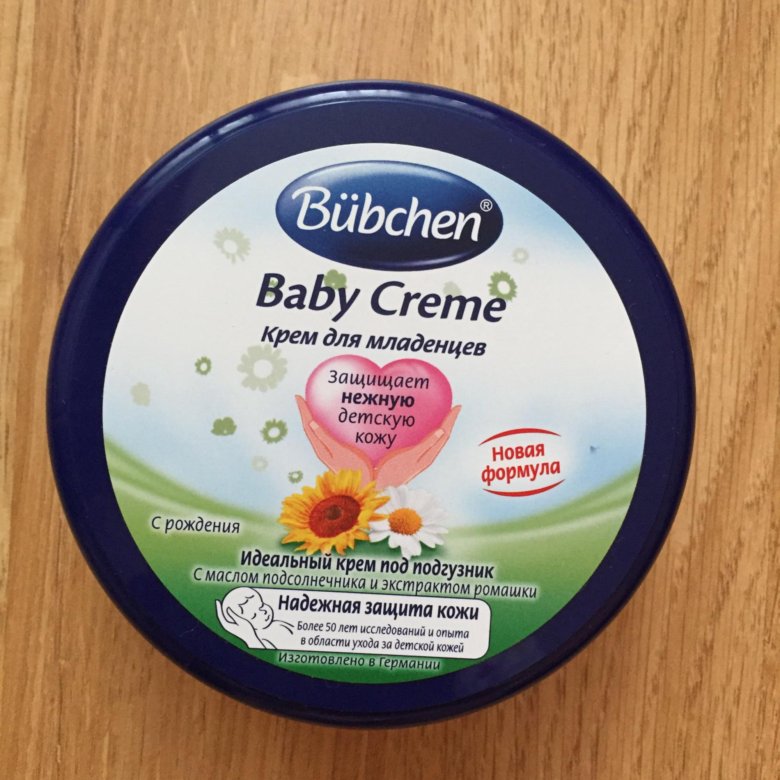 Bübchen®
Baby Creme
Крем для младенцев
Защищает
нежную
детскую
кожу
Новая
формула
С рождения
Идеальный крем под подгузник
С маслом подсолнечника и экстрактом ромашки
Надежная защита кожи
Более 50 лет исследований и опыта
в области ухода за детской кожей
Изготовлено в Германии